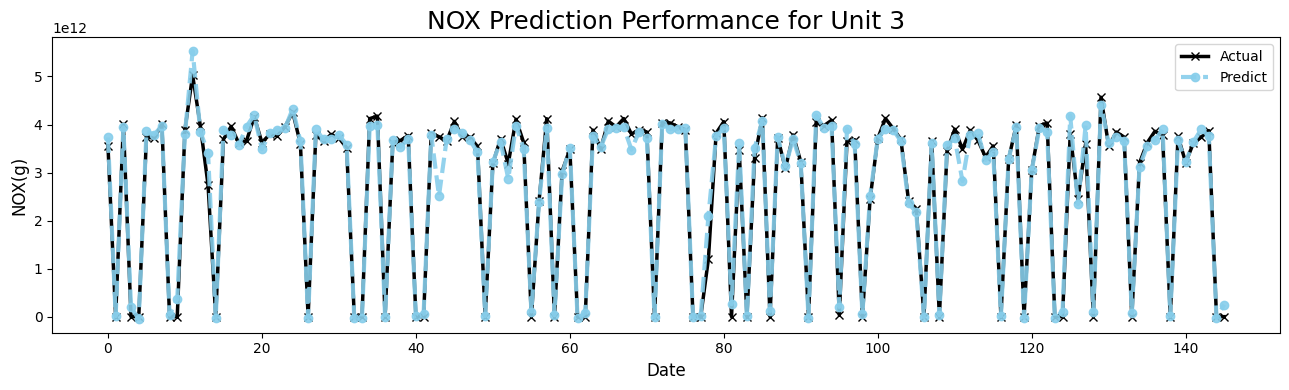 NOX Prediction Performance for Unit 3
1e12
Actual
Predict
5
4
3
2
1
0
NOX(g)
0 20 40 60 80 100 120 140
Date